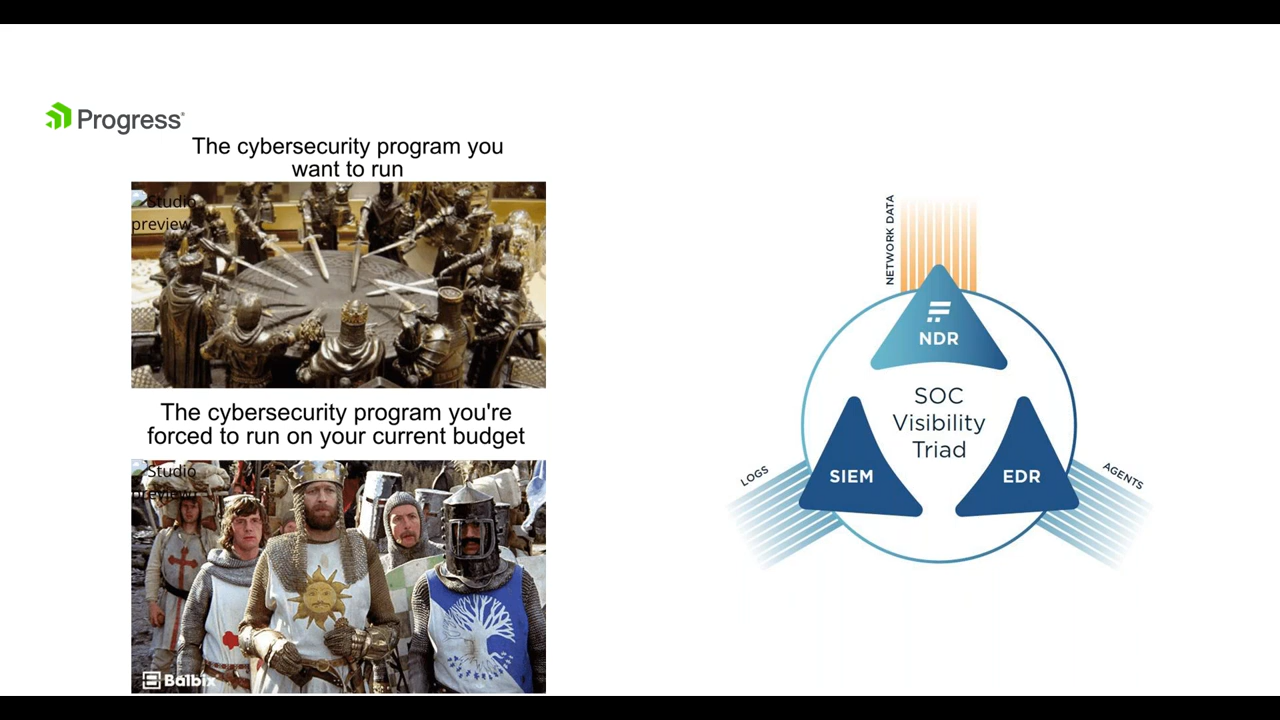 Progress®
The cybersecurity program you
want to run
Studio
preview
The cybersecurity program you're
forced to run on your current budget
Studio
preview
Balbix
NETWORK DATA
NDR
SOC
Visibility
Triad
SIEM
EDR
LOGS
AGENTS